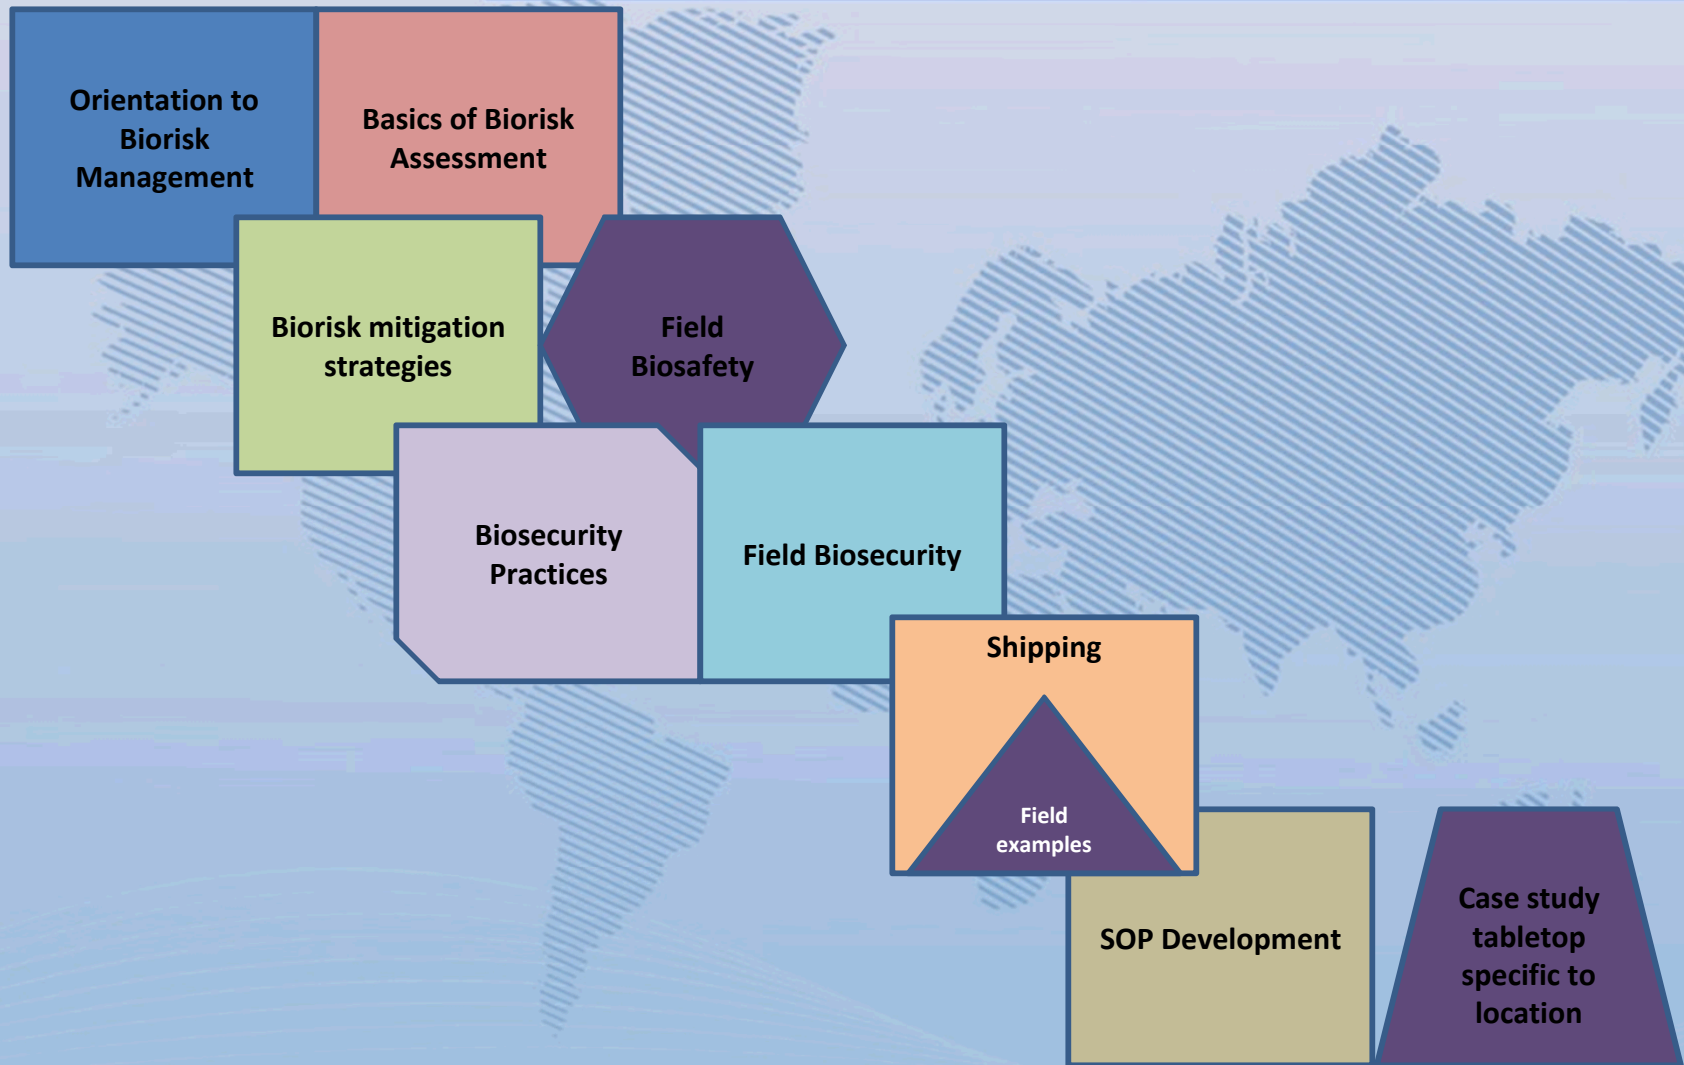 Orientation to
Biorisk
Management
Basics of Biorisk
Assessment
Biorisk mitigation
strategies
Field
Biosafety
Biosecurity
Practices
Field Biosecurity
Shipping
Field
examples
SOP Development
Case study
tabletop
specific to
location